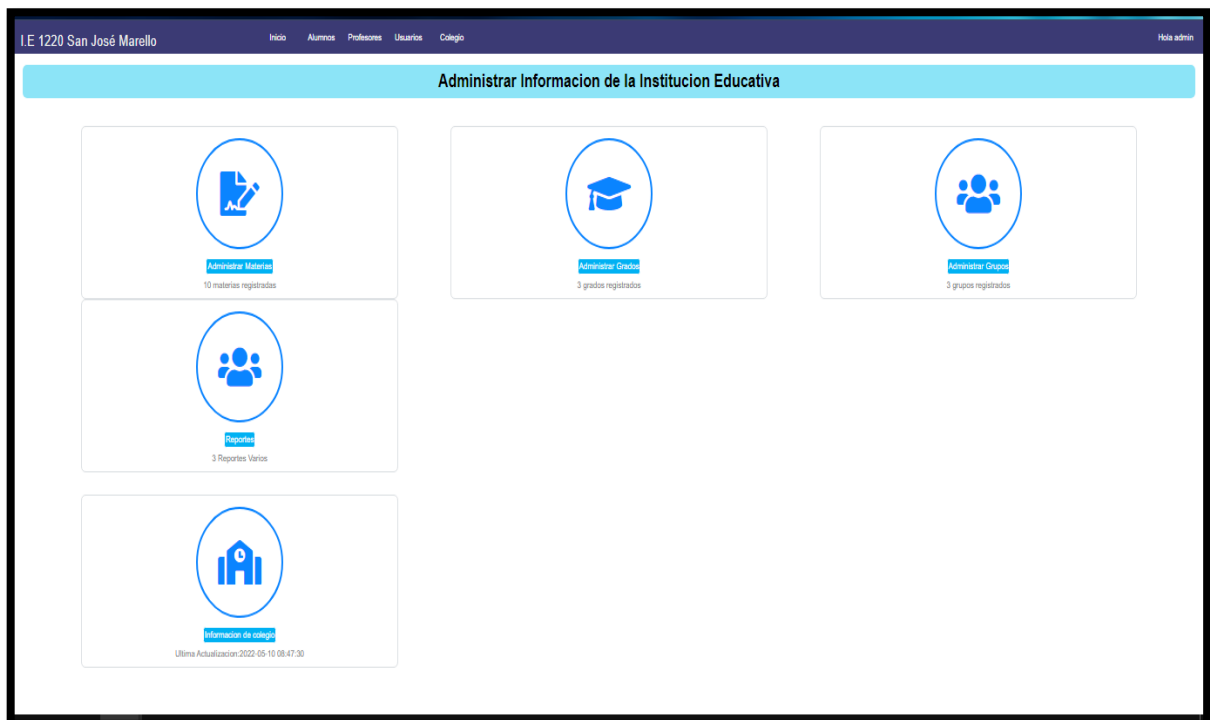 I.E 1220 San José Marello
Inicio Alumnos Profesores Usuarios Colegio
Hola admin
Administrar Informacion de la Institucion Educativa
Administrar Materias
10 materias registradas
Administrar Grados
3 grados registrados
Administrar Grupos
3 grupos registrados
Reportes
3 Reportes Varios
Informacion de colegio
Ultima Actualizacion:2022-05-10 08:47:30